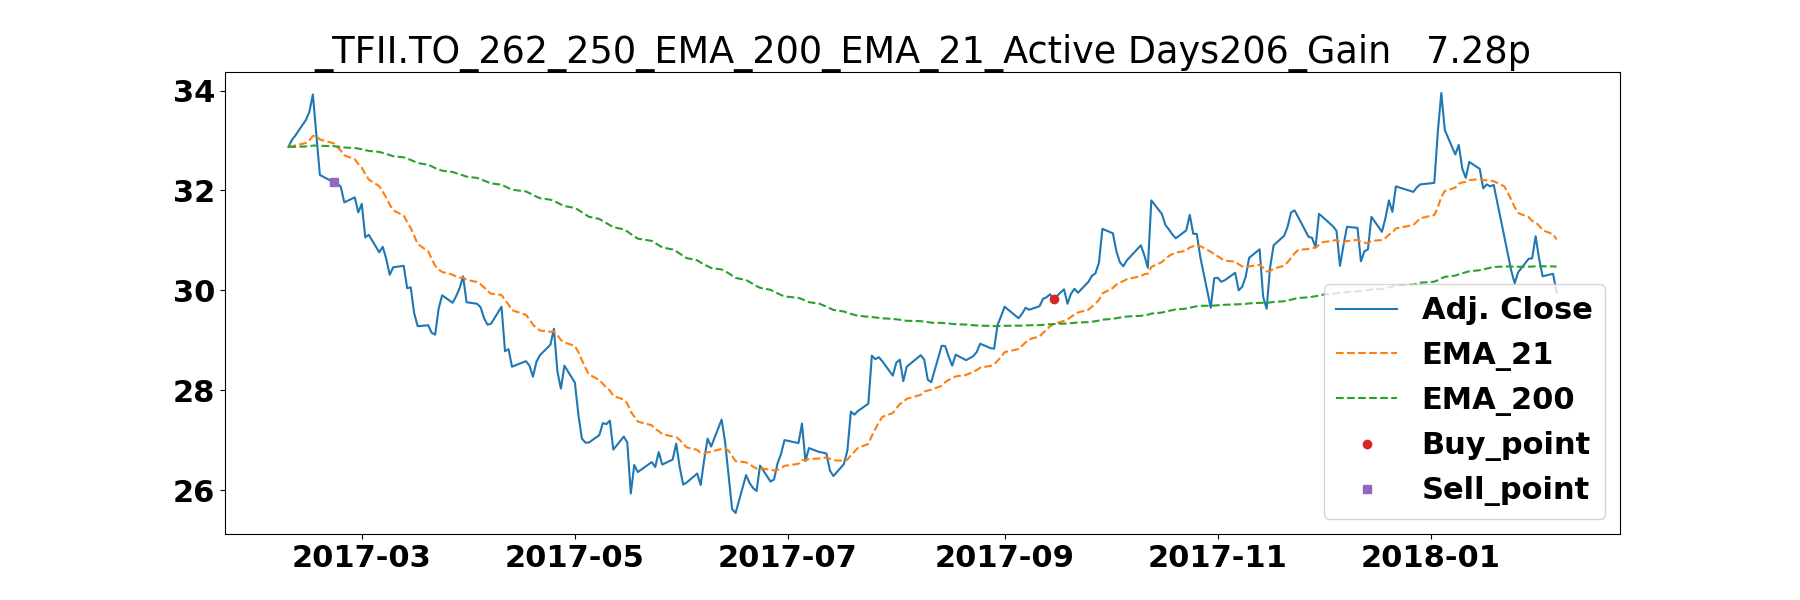 _TFII.TO_262_250_EMA_200_EMA_21_Active Days206_Gain   7.28p
34
32
30
28
26
2017-03 2017-05 2017-07 2017-09 2017-11 2018-01
Adj. Close
EMA_21
EMA_200
Buy_point
Sell_point